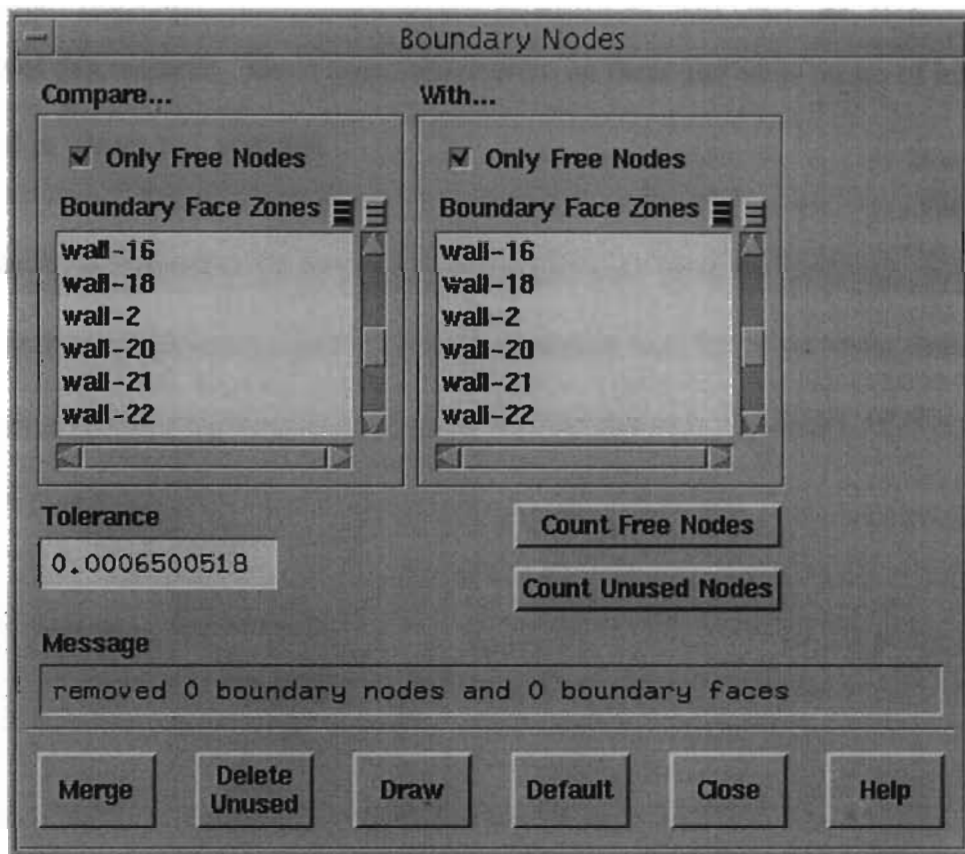 Boundary Nodes
Compare...
With...
Only Free Nodes
Only Free Nodes
Boundary Face Zones
Boundary Face Zones
wall-16
wall-18
wall-2
wall-20
wall-21
wall-22
wall-16
wall-18
wall-2
wall-20
wall-21
wall-22
Tolerance
0.0006500518
Count Free Nodes
Count Unused Nodes
Message
removed 0 boundary nodes and 0 boundary faces
Merge
Delete
Unused
Draw
Default
Close
Help